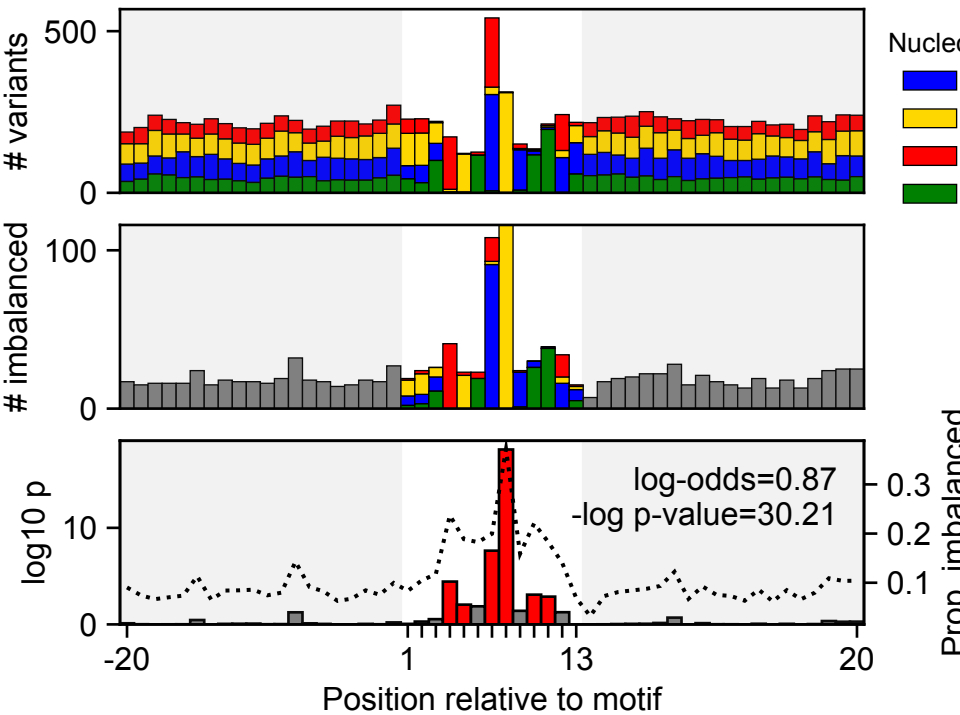 500
0
# variants
Nucleo
100
0
# imbalanced
log-odds=0.87
-log p-value=30.21
10
0
log10 p
0.3
0.2
0.1
Prop. imbalanced
-20
1
13
20
Position relative to motif